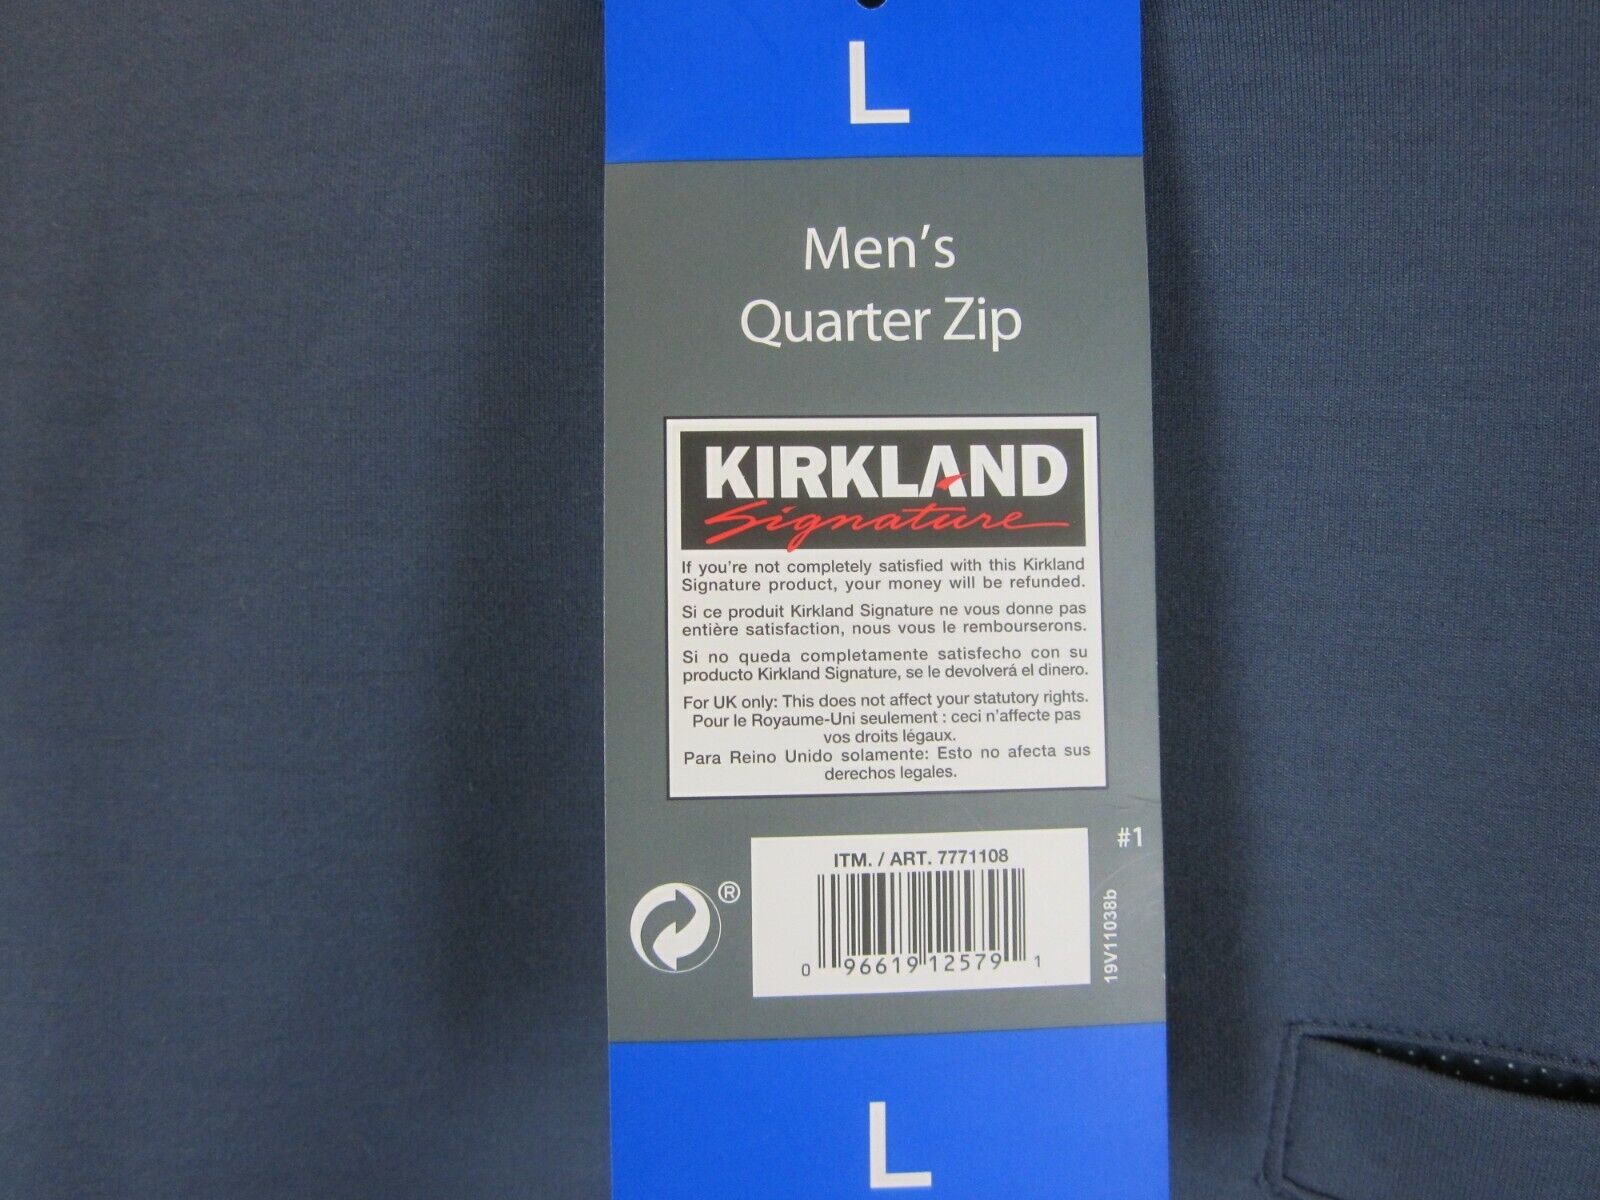 L
Men's
Quarter Zip
KIRKLAND
Signature
If you're not completely satisfied with this Kirkland
Signature product, your money will be refunded.
Si ce produit Kirkland Signature ne vous donne pas
entière satisfaction, nous vous le rembourserons.
Si no queda completamente satisfecho con su
producto Kirkland Signature, se le devolverá el dinero.
For UK only: This does not affect your statutory rights.
Pour le Royaume-Uni seulement : ceci n'affecte pas
vos droits légaux.
Para Reino Unido solamente: Esto no afecta sus
derechos legales.
#1
ITM. / ART. 7771108
®
0 96619 12579 1
19V11038b
L